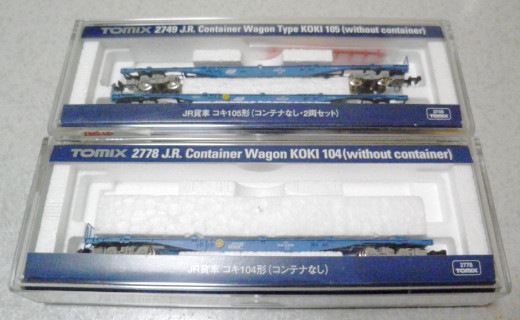 TOMIX 2749 J.R. Container Wagon Type KOKI 105 (without container)
JR貨車 コキ105形 (コンテナなし・2両セット)
2749
TOMIX
TOMIX 2778 J.R. Container Wagon KOKI 104 (without container)
JR貨車 コキ104形 (コンテナなし)
2778
TOMIX